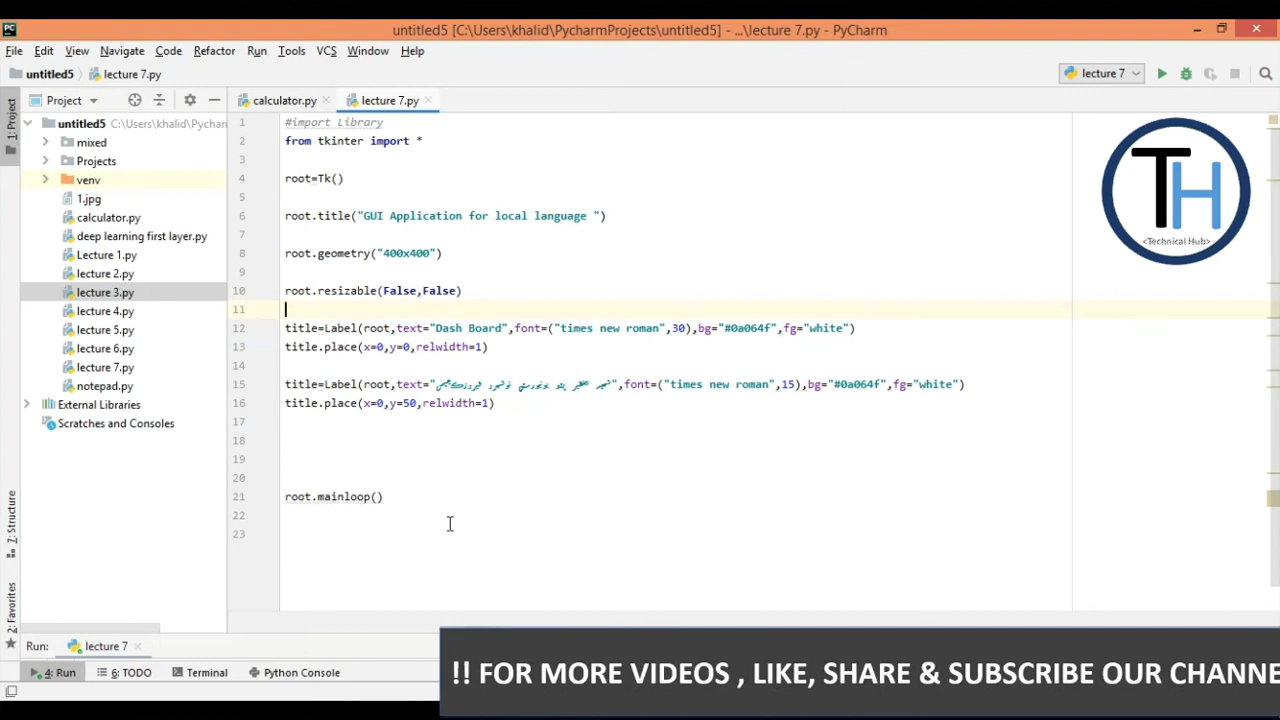 untitled5 [C:\Users\khalid\PycharmProjects\untitled5] - ...\lecture 7.py - PyCharm
File Edit View Navigate Code Refactor Run Tools VCS Window Help
untitled5 lecture 7.py lecture 7
Project calculator.py lecture 7.py
1: Project
untitled5 C:\Users\khalid\Pycharm
mixed
Projects
venv
1.jpg
calculator.py
deep learning first layer.py
Lecture 1.py
lecture 2.py
lecture 3.py
lecture 4.py
lecture 5.py
lecture 6.py
lecture 7.py
notepad.py
External Libraries
Scratches and Consoles
1 #import Library
2 from tkinter import *
3
4 root=Tk()
5
6 root.title("GUI Application for local language ")
7
8 root.geometry("400x400")
9
10 root.resizable(False,False)
11
12 title=Label(root,text="Dash Board",font=("times new roman",30),bg="#0a064f",fg="white")
13 title.place(x=0,y=0,relwidth=1)
14
15 title=Label(root,text="",font=("times new roman",15),bg="#0a064f",fg="white")
16 title.place(x=0,y=50,relwidth=1)
17
18
19
20
21 root.mainloop()
22
23
TH
<Technical Hub>
7: Structure
2: Favorites
Run: lecture 7
4: Run 6: TODO Terminal Python Console
!! FOR MORE VIDEOS , LIKE, SHARE & SUBSCRIBE OUR CHANNE